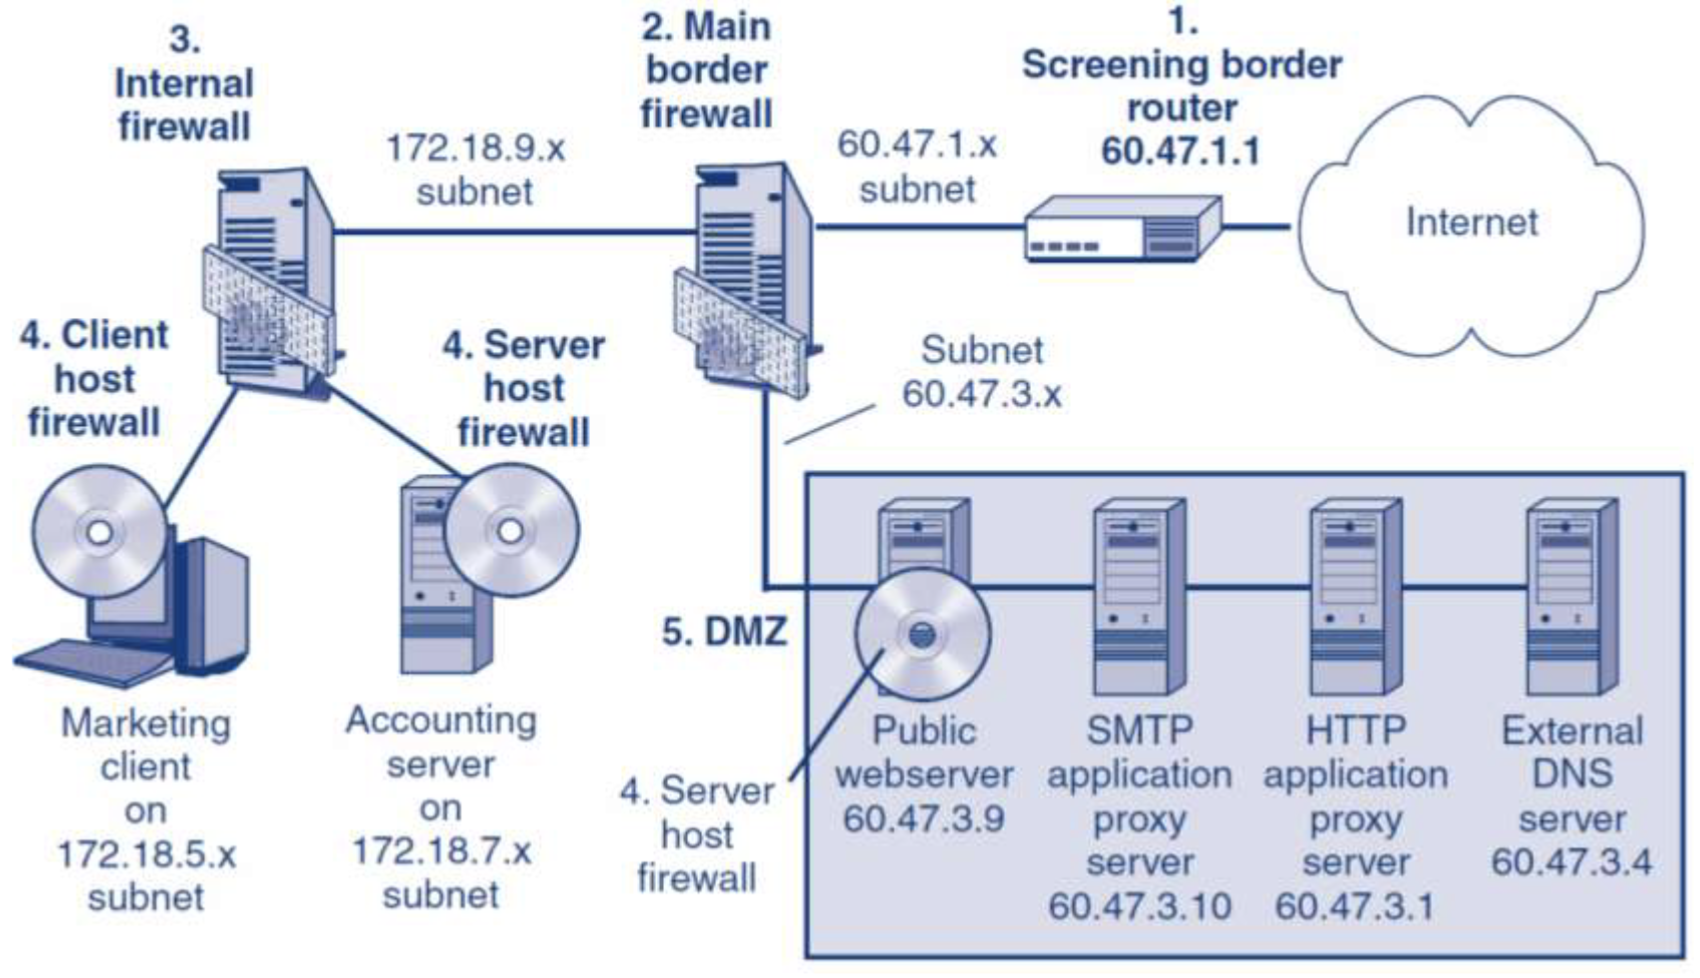 3.
Internal
firewall
2. Main
border
firewall
1.
Screening border
router
60.47.1.1
172.18.9.x
subnet
60.47.1.x
subnet
Internet
4. Client
host
firewall
4. Server
host
firewall
Subnet
60.47.3.x
5. DMZ
Marketing
client
on
172.18.5.x
subnet
Accounting
server
on
172.18.7.x
subnet
4. Server
host
firewall
Public
webserver
60.47.3.9
SMTP
application
proxy
server
60.47.3.10
HTTP
application
proxy
server
60.47.3.1
External
DNS
server
60.47.3.4